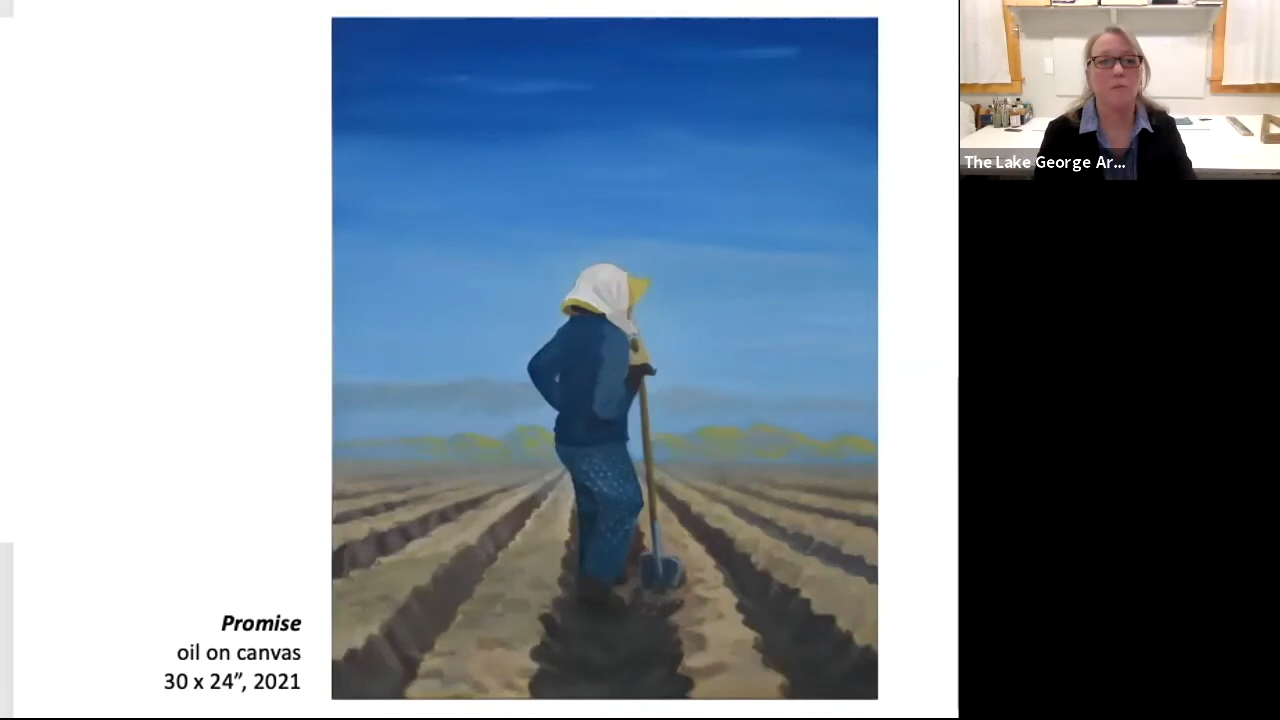 Promise
oil on canvas
30 x 24”, 2021
The Lake George Ar...